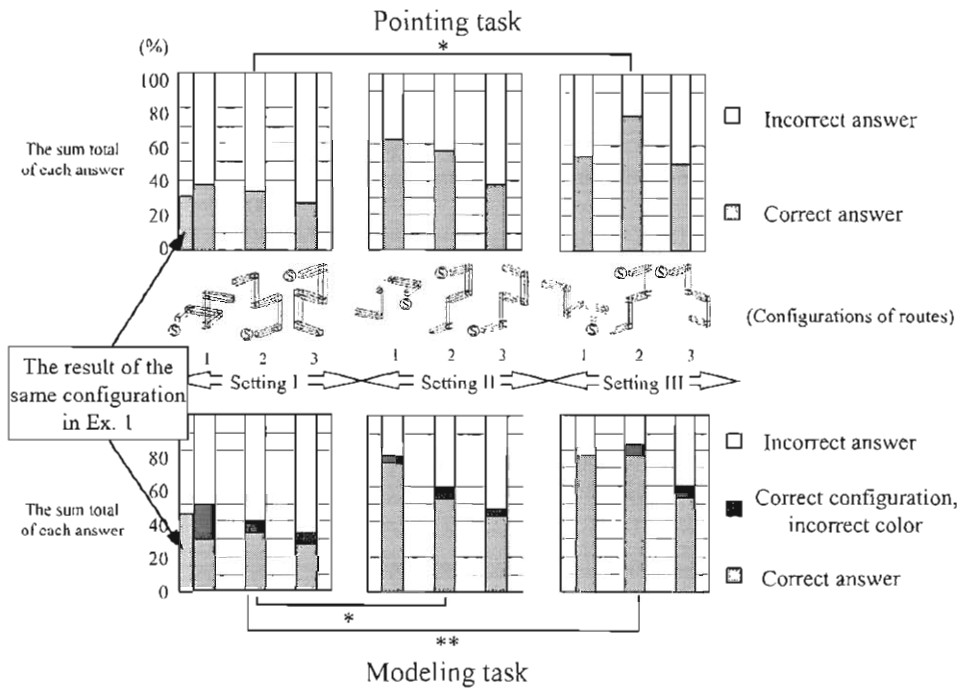 Pointing task
*
(%)
100
80
60
40
20
0
The sum total
of each answer
Incorrect answer
Correct answer
S S S S S S S S S
(Configurations of routes)
1 2 3 1 2 3 1 2 3
Setting I Setting II Setting III
The result of the
same configuration
in Ex. 1
80
60
40
20
0
The sum total
of each answer
Incorrect answer
Correct configuration,
incorrect color
Correct answer
*
**
Modeling task